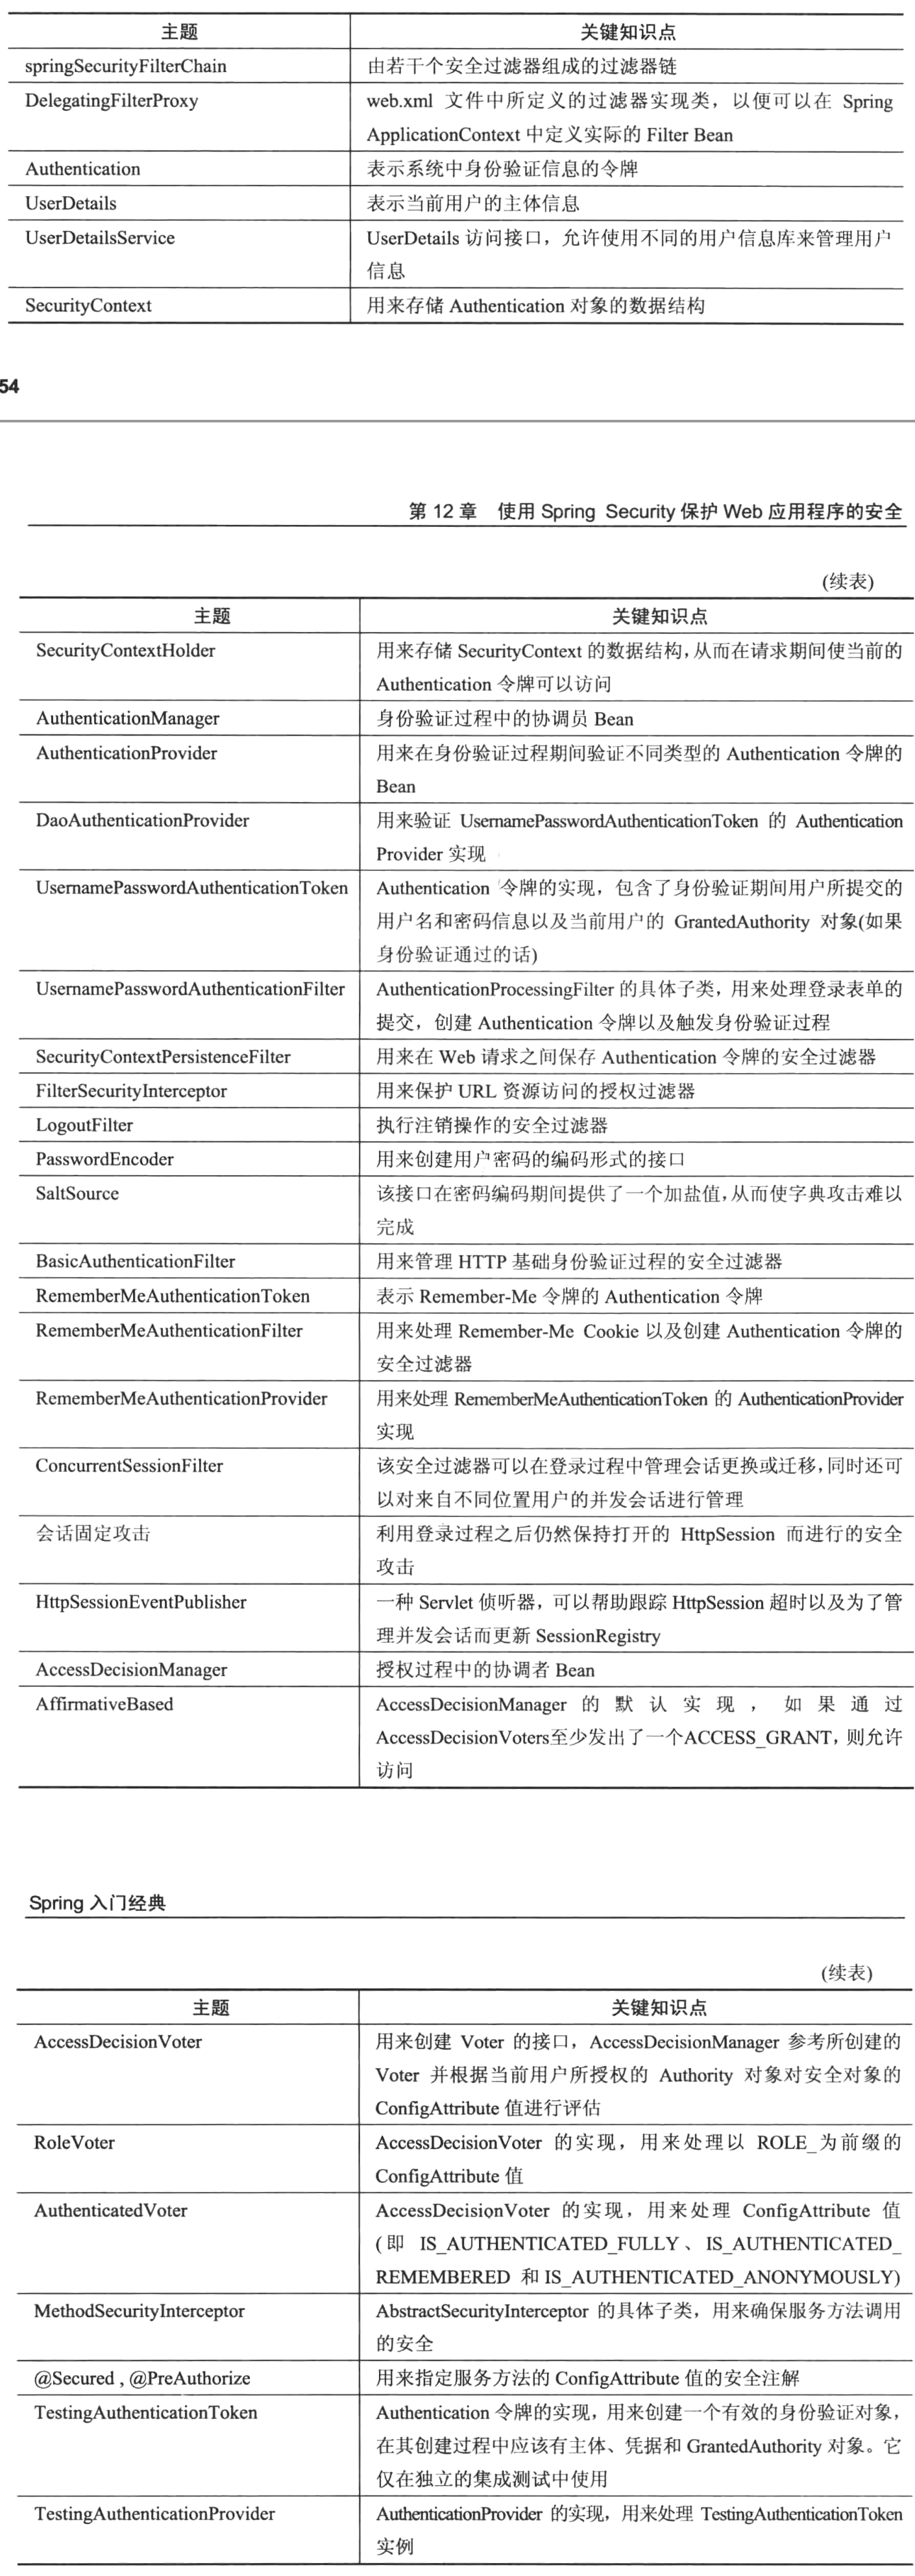 主题 关键知识点
springSecurityFilterChain 由若干个安全过滤器组成的过滤器链
DelegatingFilterProxy web.xml 文件中所定义的过滤器实现类，以便可以在 Spring
ApplicationContext 中定义实际的 Filter Bean
Authentication 表示系统中身份验证信息的令牌
UserDetails 表示当前用户的主体信息
UserDetailsService UserDetails 访问接口，允许使用不同的用户信息库来管理用户
信息
SecurityContext 用来存储 Authentication 对象的数据结构
54
第 12 章 使用 Spring Security 保护 Web 应用程序的安全
(续表)
主题 关键知识点
SecurityContextHolder 用来存储 SecurityContext 的数据结构,从而在请求期间使当前的
Authentication 令牌可以访问
AuthenticationManager 身份验证过程中的协调员 Bean
AuthenticationProvider 用来在身份验证过程期间验证不同类型的 Authentication 令牌的
Bean
DaoAuthenticationProvider 用来验证 UsernamePasswordAuthenticationToken 的 Authentication
Provider 实现
UsernamePasswordAuthenticationToken Authentication 令牌的实现，包含了身份验证期间用户所提交的
用户名和密码信息以及当前用户的 GrantedAuthority 对象(如果
身份验证通过的话)
UsernamePasswordAuthenticationFilter AuthenticationProcessingFilter 的具体子类，用来处理登录表单的
提交，创建 Authentication 令牌以及触发身份验证过程
SecurityContextPersistenceFilter 用来在 Web 请求之间保存 Authentication 令牌的安全过滤器
FilterSecurityInterceptor 用来保护 URL 资源访问的授权过滤器
LogoutFilter 执行注销操作的安全过滤器
PasswordEncoder 用来创建用户密码的编码形式的接口
SaltSource 该接口在密码编码期间提供了一个加盐值,从而使字典攻击难以
完成
BasicAuthenticationFilter 用来管理 HTTP 基础身份验证过程的安全过滤器
RememberMeAuthenticationToken 表示 Remember-Me 令牌的 Authentication 令牌
RememberMeAuthenticationFilter 用来处理 Remember-Me Cookie 以及创建 Authentication 令牌的
安全过滤器
RememberMeAuthenticationProvider 用来处理 RememberMeAuthenticationToken 的 AuthenticationProvider
实现
ConcurrentSessionFilter 该安全过滤器可以在登录过程中管理会话更换或迁移,同时还可
以对来自不同位置用户的并发会话进行管理
会话固定攻击 利用登录过程之后仍然保持打开的 HttpSession 而进行的安全
攻击
HttpSessionEventPublisher 一种 Servlet 侦听器，可以帮助跟踪 HttpSession 超时以及为了管
理并发会话而更新 SessionRegistry
AccessDecisionManager 授权过程中的协调者 Bean
AffirmativeBased AccessDecisionManager 的默认实现，如果通过
AccessDecisionVoters至少发出了一个ACCESS_GRANT，则允许
访问
Spring 入门经典
(续表)
主题 关键知识点
AccessDecisionVoter 用来创建 Voter 的接口，AccessDecisionManager 参考所创建的
Voter 并根据当前用户所授权的 Authority 对象对安全对象的
ConfigAttribute 值进行评估
RoleVoter AccessDecisionVoter 的实现，用来处理以 ROLE_为前缀的
ConfigAttribute 值
AuthenticatedVoter AccessDecisionVoter 的实现，用来处理 ConfigAttribute 值
(即 IS_AUTHENTICATED_FULLY、IS_AUTHENTICATED_
REMEMBERED 和 IS_AUTHENTICATED_ANONYMOUSLY)
MethodSecurityInterceptor AbstractSecurityInterceptor 的具体子类，用来确保服务方法调用
的安全
@Secured , @PreAuthorize 用来指定服务方法的 ConfigAttribute 值的安全注解
TestingAuthenticationToken Authentication 令牌的实现，用来创建一个有效的身份验证对象，
在其创建过程中应该有主体、凭据和 GrantedAuthority 对象。它
仅在独立的集成测试中使用
TestingAuthenticationProvider AuthenticationProvider 的实现，用来处理 TestingAuthenticationToken
实例